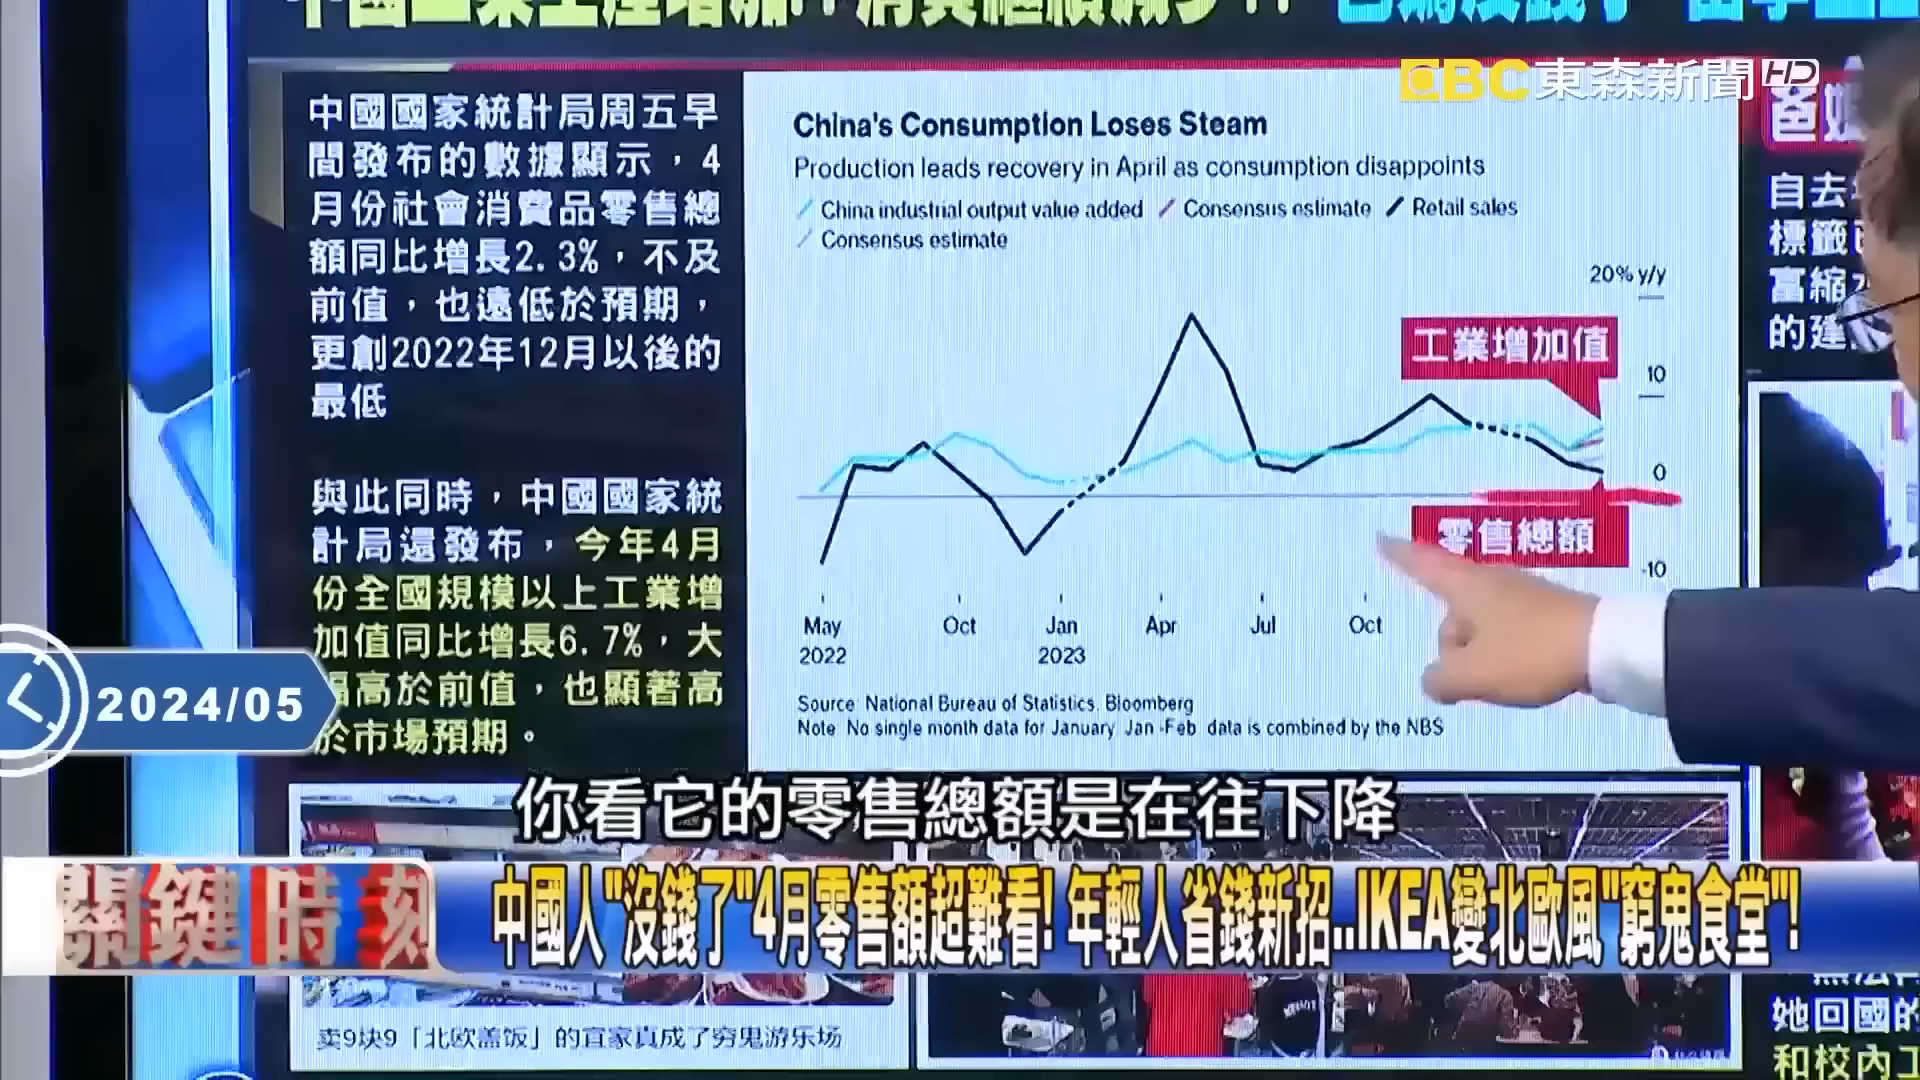 EBC 東森新聞 HD
中國國家統計局周五早
間發布的數據顯示，4
月份社會消費品零售總
額同比增長2.3%，不及
前值，也遠低於預期，
更創2022年12月以後的
最低
與此同時，中國國家統
計局還發布，今年4月
份全國規模以上工業增
加值同比增長6.7%，大
幅高於前值，也顯著高
於市場預期。
China's Consumption Loses Steam
Production leads recovery in April as consumption disappoints
China industrial output value added Consensus estimate Retail sales
Consensus estimate
20% y/y
工業增加值
10
0
零售總額
-10
May Oct Jan Apr Jul Oct
2022 2023
Source: National Bureau of Statistics, Bloomberg
Note: No single month data for January. Jan.-Feb. data is combined by the NBS
自去
標籤
富縮
的建
2024/05
你看它的零售總額是在往下降
關鍵時刻
中國人"沒錢了"4月零售額超難看! 年輕人省錢新招..IKEA變北歐風"窮鬼食堂"!
卖9块9「北欧盖饭」的宜家真成了穷鬼游乐场
她回國的
和校內工